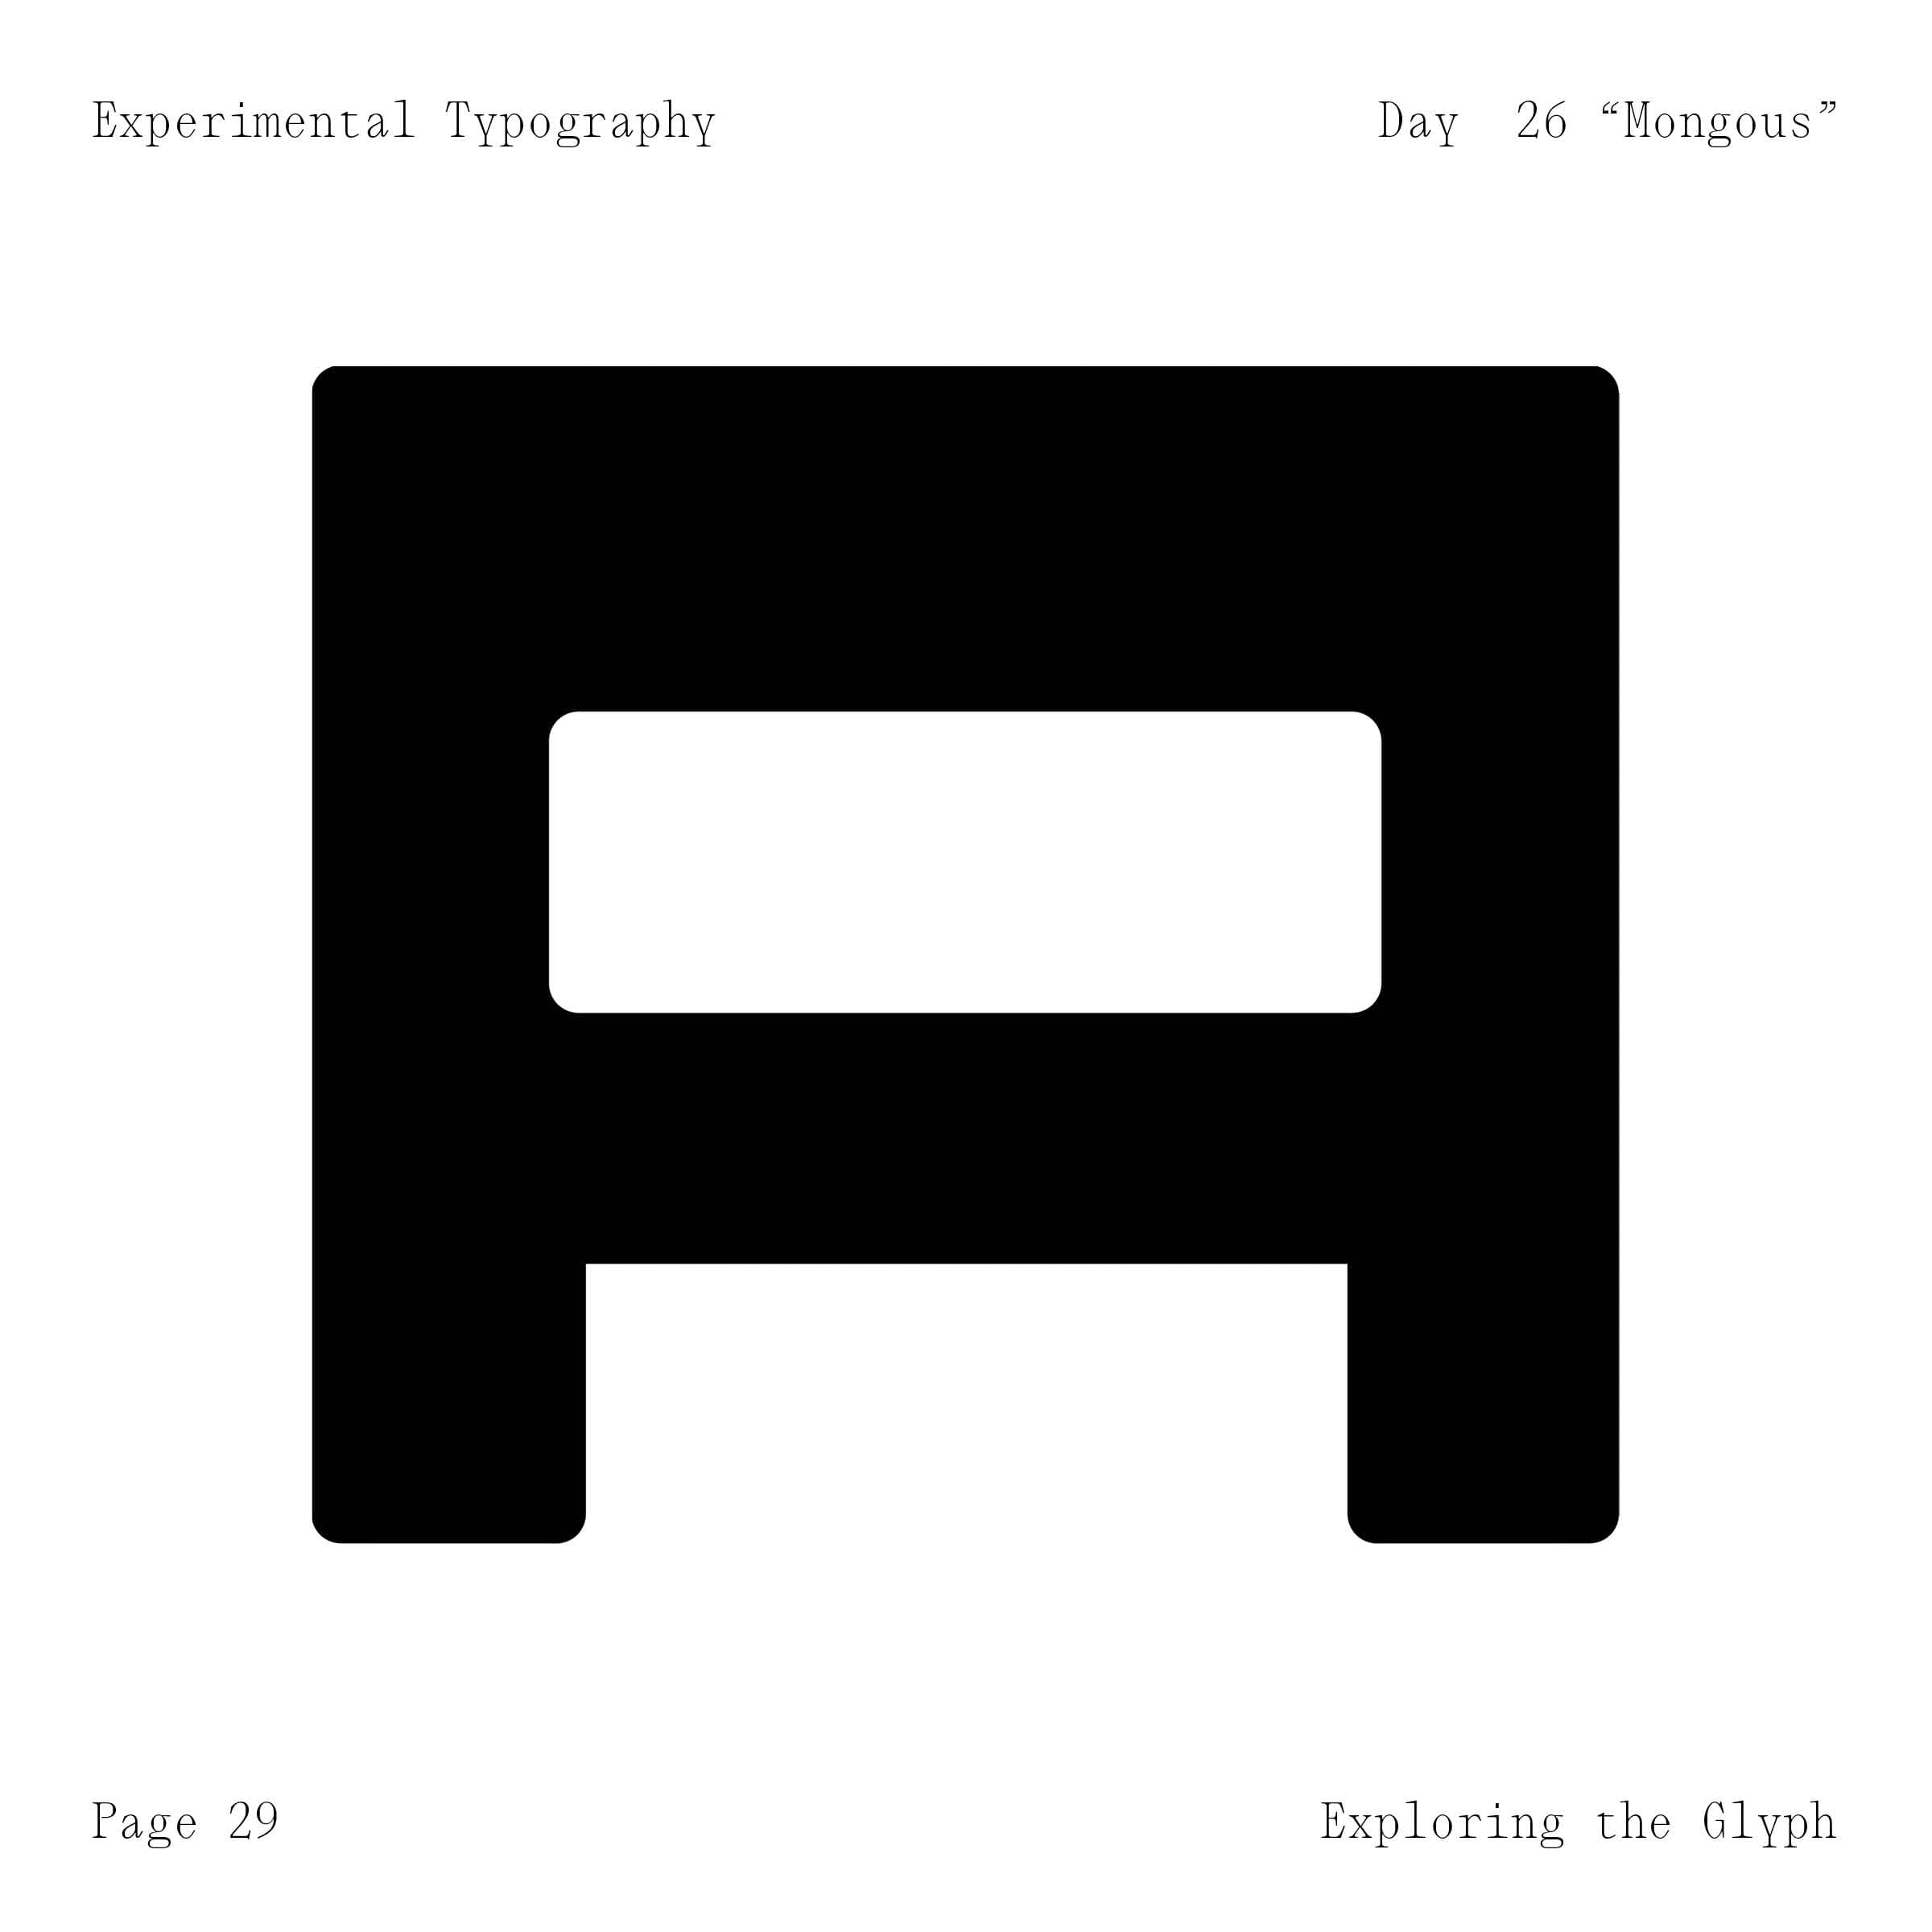 Experimental Typography
Day  26 “Mongous”
A
Page 29
Exploring the Glyph